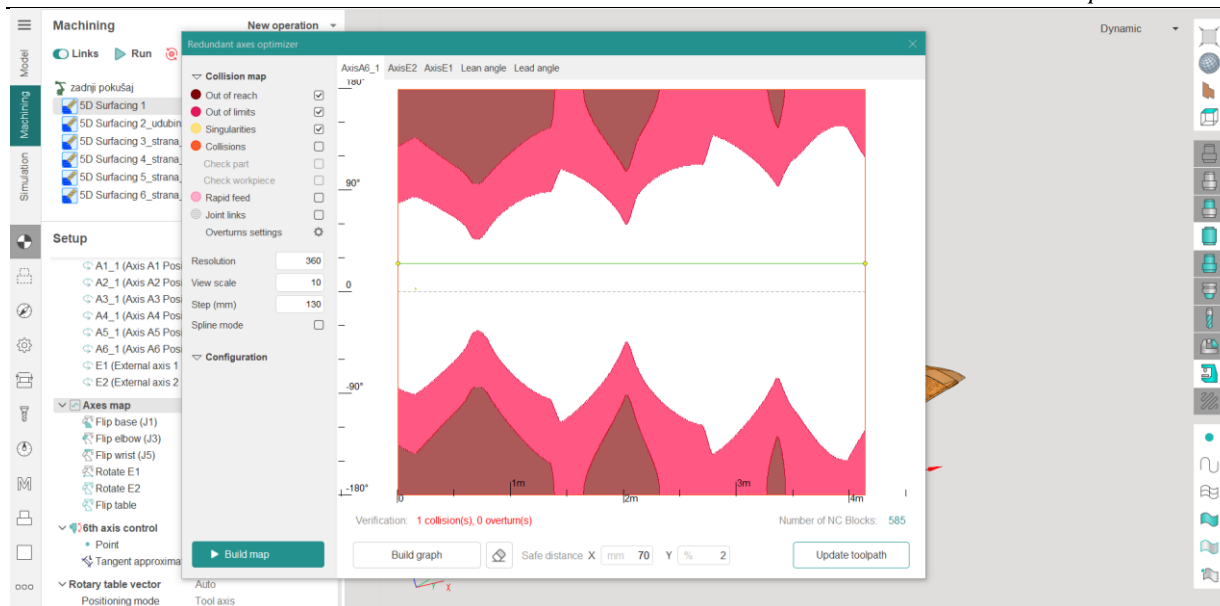 Machining
New operation
Dynamic
Links
Run
Model
Machining
Simulation
zadnji pokušaj
5D Surfacing 1
5D Surfacing 2_udubin
5D Surfacing 3_strana_
5D Surfacing 4_strana_
5D Surfacing 5_strana_
5D Surfacing 6_strana_
Setup
A1_1 (Axis A1 Pos
A2_1 (Axis A2 Pos
A3_1 (Axis A3 Pos
A4_1 (Axis A4 Pos
A5_1 (Axis A5 Pos
A6_1 (Axis A6 Pos
E1 (External axis 1
E2 (External axis 2
Axes map
Flip base (J1)
Flip elbow (J3)
Flip wrist (J5)
Rotate E1
Rotate E2
Flip table
6th axis control
Point
Tangent approxima
Rotary table vector Auto
Positioning mode Tool axis
Redundant axes optimizer
Collision map
Out of reach
Out of limits
Singularities
Collisions
Check part
Check workpiece
Rapid feed
Joint links
Overturns settings
Resolution 360
View scale 10
Step (mm) 130
Spline mode
Configuration
Build map
AxisA6_1 AxisE2 AxisE1 Lean angle Lead angle
180°
90°
0
-90°
-180°
0 1m 2m 3m 4m
Verification: 1 collision(s), 0 overturn(s)
Number of NC Blocks: 585
Build graph
Safe distance X mm 70 Y % 2
Update toolpath
X